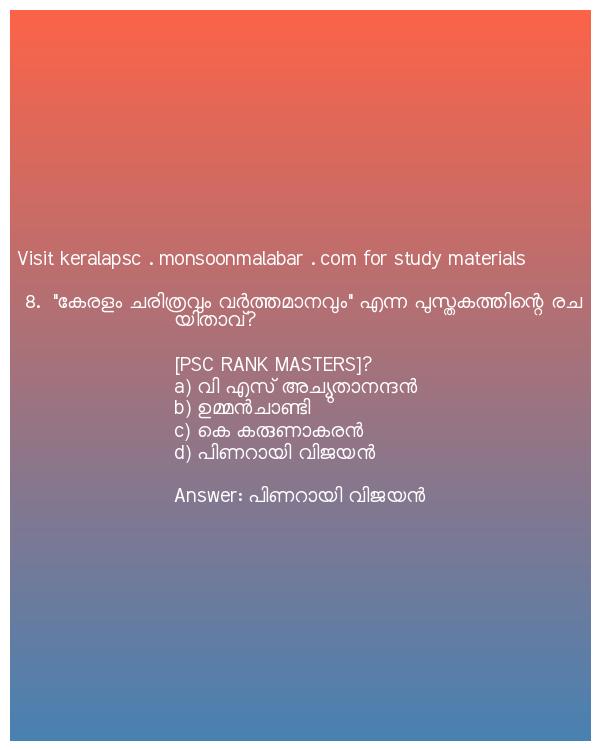 Visit keralapsc . monsoonmalabar . com for study materials
8. "കേരളം ചരിത്രവും വർത്തമാനവും" എന്ന പുസ്തകത്തിന്റെ രച
യിതാവ്?
[PSC RANK MASTERS]?
a) വി എസ് അച്യുതാനന്ദൻ
b) ഉമ്മൻചാണ്ടി
c) കെ കരുണാകരൻ
d) പിണറായി വിജയൻ
Answer: പിണറായി വിജയൻ